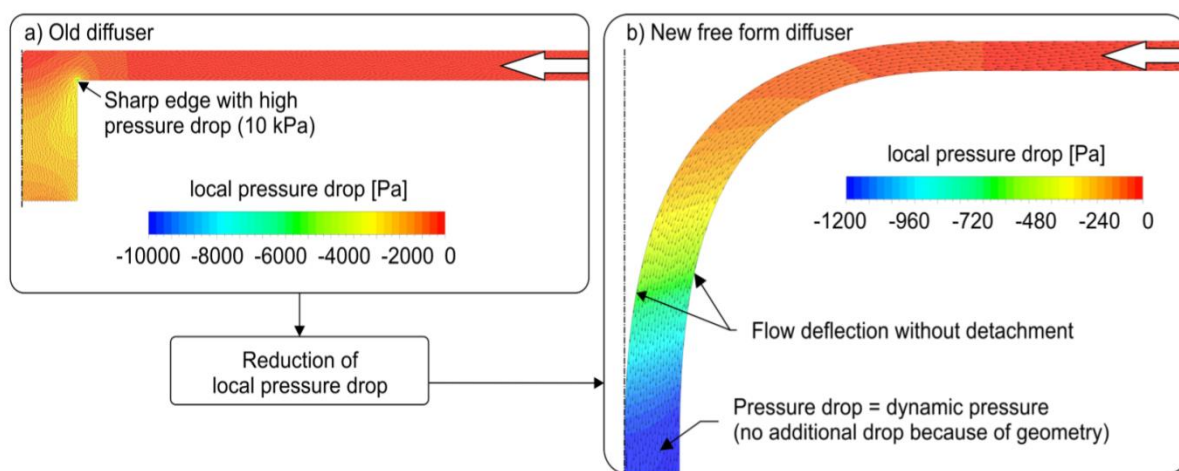 a) Old diffuser
Sharp edge with high
pressure drop (10 kPa)
local pressure drop [Pa]
-10000 -8000 -6000 -4000 -2000 0
Reduction of
local pressure drop
b) New free form diffuser
local pressure drop [Pa]
-1200 -960 -720 -480 -240 0
Flow deflection without detachment
Pressure drop = dynamic pressure
(no additional drop because of geometry)